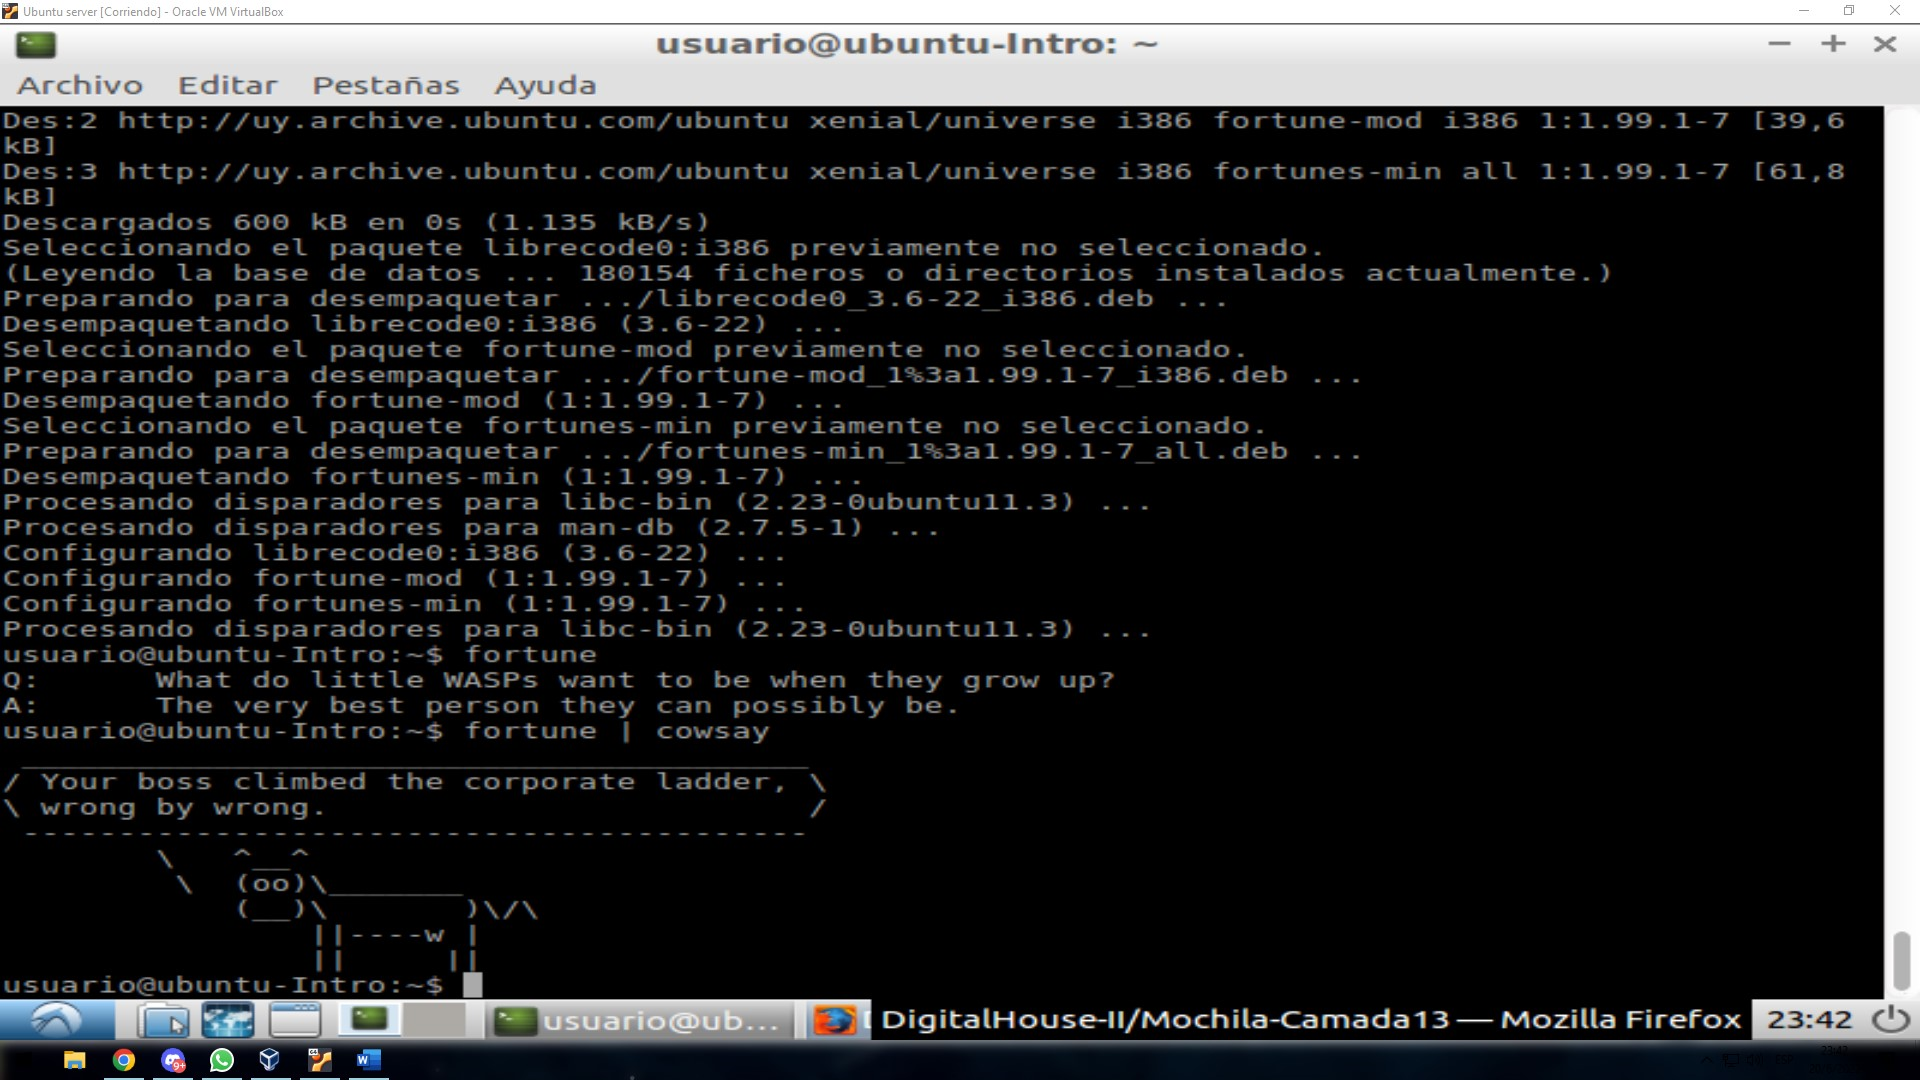 Ubuntu server [Corriendo] - Oracle VM VirtualBox
usuario@ubuntu-Intro: ~
Archivo Editar Pestañas Ayuda
Des:2 http://uy.archive.ubuntu.com/ubuntu xenial/universe i386 fortune-mod i386 1:1.99.1-7 [39,6
kB]
Des:3 http://uy.archive.ubuntu.com/ubuntu xenial/universe i386 fortunes-min all 1:1.99.1-7 [61,8
kB]
Descargados 600 kB en 0s (1.135 kB/s)
Seleccionando el paquete librecode0:i386 previamente no seleccionado.
(Leyendo la base de datos ... 180154 ficheros o directorios instalados actualmente.)
Preparando para desempaquetar .../librecode0_3.6-22_i386.deb ...
Desempaquetando librecode0:i386 (3.6-22) ...
Seleccionando el paquete fortune-mod previamente no seleccionado.
Preparando para desempaquetar .../fortune-mod_1%3a1.99.1-7_i386.deb ...
Desempaquetando fortune-mod (1:1.99.1-7) ...
Seleccionando el paquete fortunes-min previamente no seleccionado.
Preparando para desempaquetar .../fortunes-min_1%3a1.99.1-7_all.deb ...
Desempaquetando fortunes-min (1:1.99.1-7) ...
Procesando disparadores para libc-bin (2.23-0ubuntu11.3) ...
Procesando disparadores para man-db (2.7.5-1) ...
Configurando librecode0:i386 (3.6-22) ...
Configurando fortune-mod (1:1.99.1-7) ...
Configurando fortunes-min (1:1.99.1-7) ...
Procesando disparadores para libc-bin (2.23-0ubuntu11.3) ...
usuario@ubuntu-Intro:~$ fortune
Q:      What do little WASPs want to be when they grow up?
A:      The very best person they can possibly be.
usuario@ubuntu-Intro:~$ fortune | cowsay
 _________________________________________
/ Your boss climbed the corporate ladder, \
\ wrong by wrong.                         /
 -----------------------------------------
        \   ^__^
         \  (oo)\_______
            (__)\       )\/\
                ||----w |
                ||     ||
usuario@ubuntu-Intro:~$
usuario@ub... DigitalHouse-II/Mochila-Camada13 — Mozilla Firefox 23:42